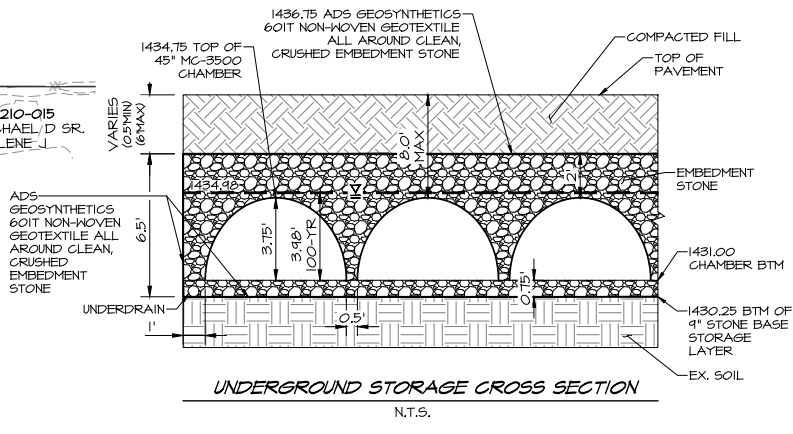 1436.75 ADS GEOSYNTHETICS
601T NON-WOVEN GEOTEXTILE
ALL AROUND CLEAN,
CRUSHED EMBEDMENT STONE
1434.75 TOP OF
45" MC-3500
CHAMBER
COMPACTED FILL
TOP OF
PAVEMENT
210-015
CHAEL D SR.
LENE J
VARIES
(0.5'MIN)
(6'MAX)
8.0'
MAX
2'
1434.98
EMBEDMENT
STONE
ADS
GEOSYNTHETICS
601T NON-WOVEN
GEOTEXTILE ALL
AROUND CLEAN,
CRUSHED
EMBEDMENT
STONE
6.5'
3.75'
3.98'
100-YR
0.75'
1431.00
CHAMBER BTM
UNDERDRAIN
1'
0.5'
1430.25 BTM OF
9" STONE BASE
STORAGE
LAYER
EX. SOIL
UNDERGROUND STORAGE CROSS SECTION
N.T.S.